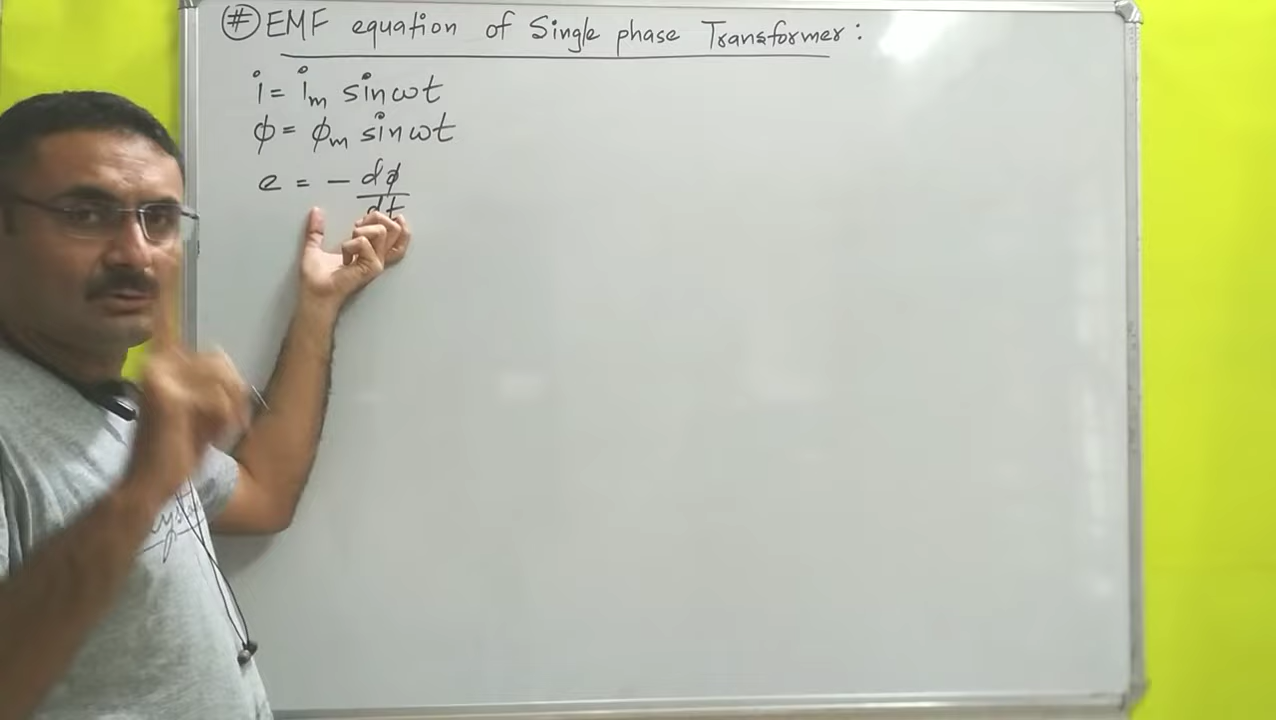 # EMF equation of Single phase Transformer:
i = im sinωt
ϕ = ϕm sinωt
e = - dϕ/dt